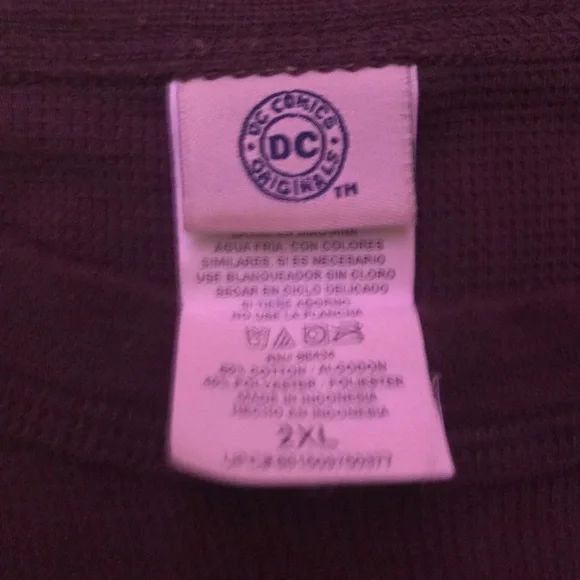 DC COMICS
DC
ORIGINALS
TM
AGUA FRIA. CON COLORES
SIMILARES. SI ES NECESARIO
USE BLANQUEADOR SIN CLORO
SECAR EN CICLO DELICADO
SI TIENE ADORNO
NO USE LA PLANCHA
60% COTTON - ALGODON
40% POLYESTER - POLIESTER
MADE IN INDONESIA
HECHO EN INDONESIA
2XL